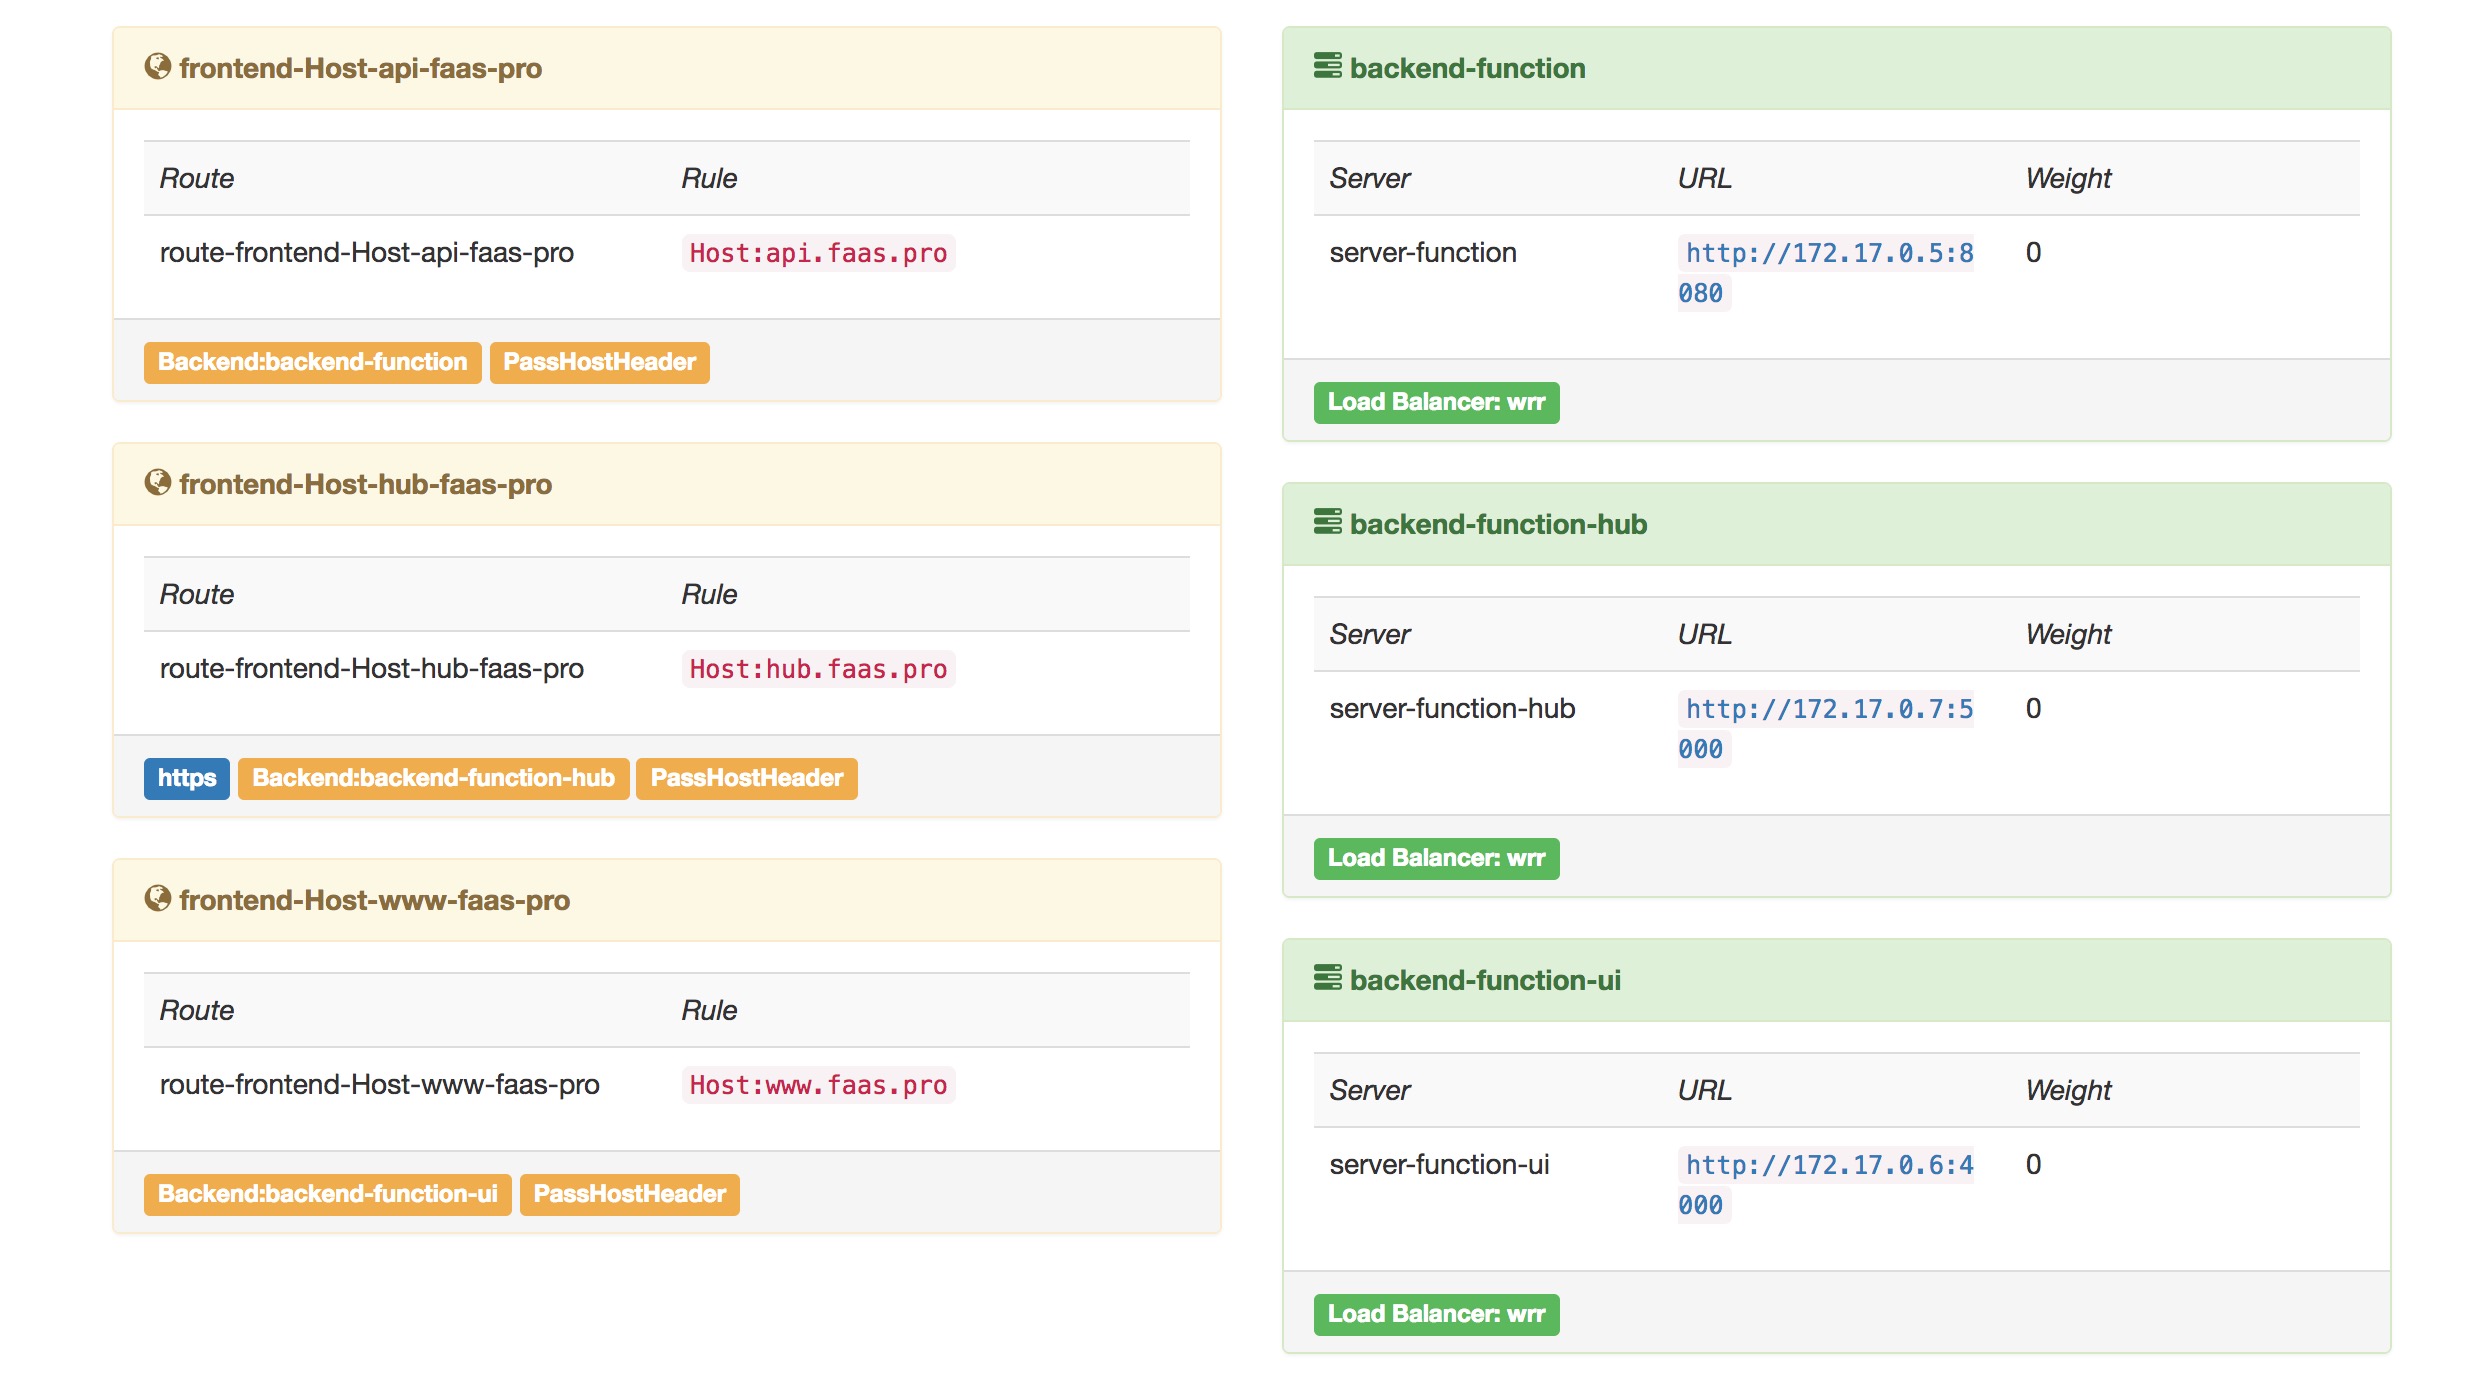 frontend-Host-api-faas-pro
Route Rule
route-frontend-Host-api-faas-pro Host:api.faas.pro
Backend:backend-function PassHostHeader
frontend-Host-hub-faas-pro
Route Rule
route-frontend-Host-hub-faas-pro Host:hub.faas.pro
https Backend:backend-function-hub PassHostHeader
frontend-Host-www-faas-pro
Route Rule
route-frontend-Host-www-faas-pro Host:www.faas.pro
Backend:backend-function-ui PassHostHeader
backend-function
Server URL Weight
server-function http://172.17.0.5:8 0
080
Load Balancer: wrr
backend-function-hub
Server URL Weight
server-function-hub http://172.17.0.7:5 0
000
Load Balancer: wrr
backend-function-ui
Server URL Weight
server-function-ui http://172.17.0.6:4 0
000
Load Balancer: wrr